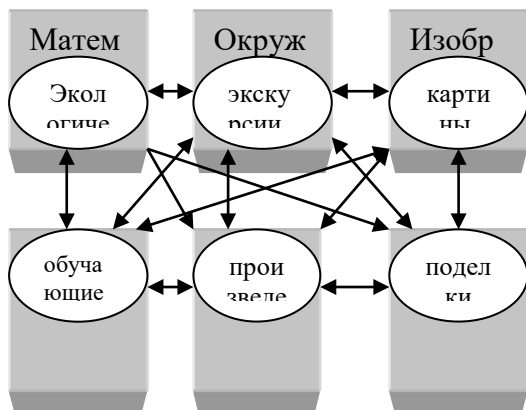 Матем
Окруж
Изобр
Экол
огиче
экску
рсии
карти
ны
обуча
ющие
прои
зведе
подел
ки